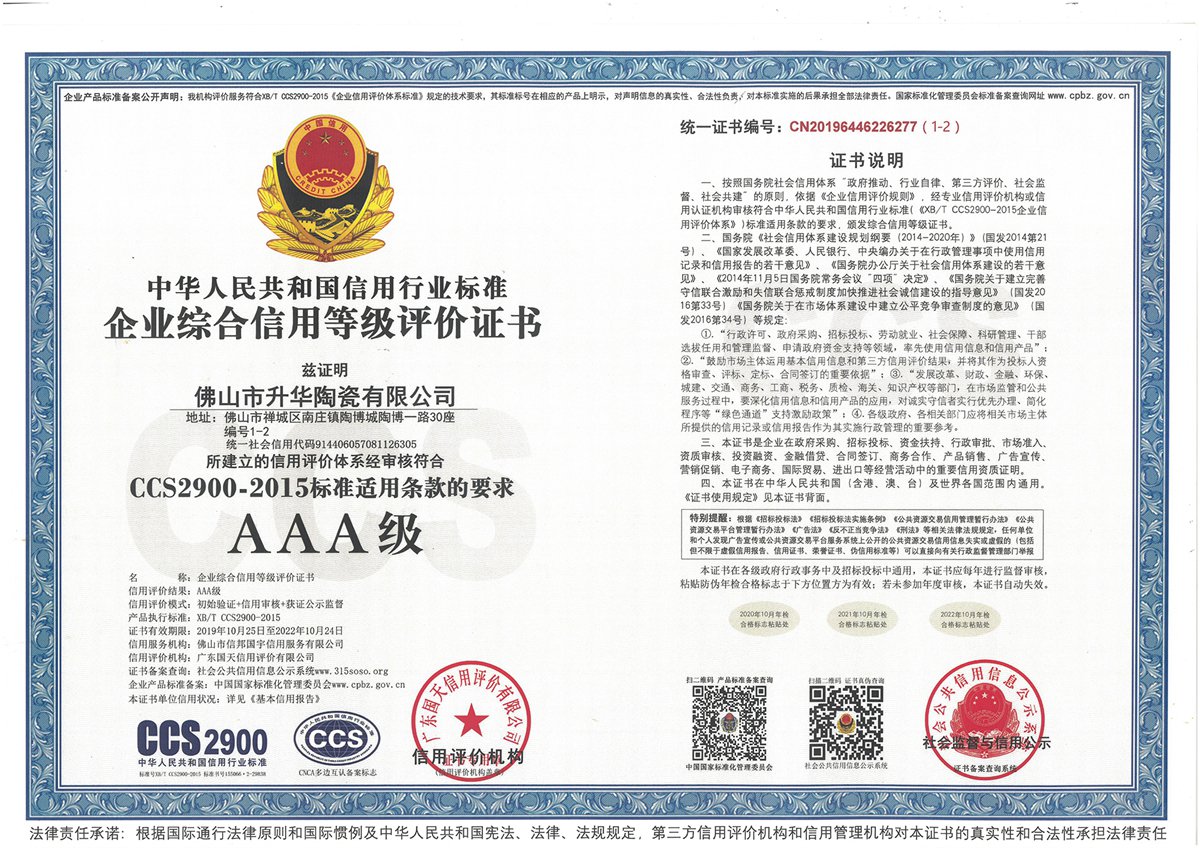 企业产品标准备案公开声明：我机构评价服务符合XB/T CCS2900-2015《企业信用评价体系标准》规定的技术要求，其标准标号在相应的产品上明示，对声明信息的真实性、合法性负责，对本标准实施的后果承担全部法律责任。国家标准化管理委员会标准备案查询网址 www.cpbz.gov.cn
中国信用
CREDIT CHINA
中华人民共和国信用行业标准
企业综合信用等级评价证书
兹证明
佛山市升华陶瓷有限公司
地址：佛山市禅城区南庄镇陶博城陶博一路30座
编号1-2
统一社会信用代码914406057081126305
所建立的信用评价体系经审核符合
CCS2900-2015标准适用条款的要求
AAA级
名 称：企业综合信用等级评价证书
信用评价结果：AAA级
信用评价模式：初始验证+信用审核+获证公示监督
产品执行标准：XB/T CCS2900-2015
证书有效期限：2019年10月25日至2022年10月24日
信用服务机构：佛山市信邦国宇信用服务有限公司
信用评价机构：广东国天信用评价有限公司
证书备案查询：社会公共信用信息公示系统www.315soso.org
企业产品标准备案：中国国家标准化管理委员会www.cpbz.gov.cn
本证书单位信用状况：详见《基本信用报告》
CCS 2900
中华人民共和国信用行业标准
标准号XB/T CCS2900-2015 标准书号155066·2-29838
CCS
CNCA多边互认备案标志
广东国天信用评价有限公司
信用评价机构
(信用评价机构盖章)
统一证书编号：CN20196446226277（1-2）
证书说明
一、按照国务院社会信用体系“政府推动、行业自律、第三方评价、社会监
督、社会共建”的原则，依据《企业信用评价规则》，经专业信用评价机构或信
用认证机构审核符合中华人民共和国信用行业标准(《XB/T CCS2900-2015企业信
用评价体系》)标准适用条款的要求，颁发综合信用等级证书。
二、国务院《社会信用体系建设规划纲要（2014-2020年）》(国发2014第21
号）、《国家发展改革委、人民银行、中央编办关于在行政管理事项中使用信用
记录和信用报告的若干意见》、《国务院办公厅关于社会信用体系建设的若干意
见》、《2014年11月5日国务院常务会议“四项”决定》、《国务院关于建立完善
守信联合激励和失信联合惩戒制度加快推进社会诚信建设的指导意见》（国发20
16第33号）《国务院关于在市场体系建设中建立公平竞争审查制度的意见》（国
发2016第34号）等规定：
①.“行政许可、政府采购、招标投标、劳动就业、社会保障、科研管理、干部
选拔任用和管理监督、申请政府资金支持等领域，率先使用信用信息和信用产品”；
②.“鼓励市场主体运用基本信用信息和第三方信用评价结果，并将其作为投标人资
格审查、评标、定标、合同签订的重要依据”；③.“发展改革、财政、金融、环保、
城建、交通、商务、工商、税务、质检、海关、知识产权等部门，在市场监管和公共
服务过程中，要深化信用信息和信用产品的应用，对诚实守信者实行优先办理、简化
程序等“绿色通道”支持激励政策”；④.各级政府、各相关部门应将相关市场主体
所提供的信用记录或信用报告作为其实施行政管理的重要参考。
三、本证书是企业在政府采购、招标投标、资金扶持、行政审批、市场准入、
资质审核、投资融资、金融借贷、合同签订、商务合作、产品销售、广告宣传、
营销促销、电子商务、国际贸易、进出口等经营活动中的重要信用资质证明。
四、本证书在中华人民共和国（含港、澳、台）及世界各国范围内通用。
《证书使用规定》见本证书背面。
特别提醒：根据《招标投标法》《招标投标法实施条例》《公共资源交易信用管理暂行办法》《公共
资源交易平台管理暂行办法》《广告法》《反不正当竞争法》《刑法》等相关法律法规规定，任何单位
和个人发现广告宣传或公共资源交易平台服务系统上公开的公共资源交易信用信息失实或虚假的（包括
但不限于虚假信用报告、信用证书、荣誉证书、伪信用标准等）可以直接向有关行政监督管理部门举报
本证书在各级政府行政事务中及招标投标中通用，本证书应每年进行监督审核，
粘贴防伪年检合格标志于下方位置方为有效；若未参加年度审核，本证书自动失效。
2020年10月年检
合格标志粘贴处
2021年10月年检
合格标志粘贴处
2022年10月年检
合格标志粘贴处
扫二维码 产品标准备案查询
中国国家标准化管理委员会
扫描二维码 证书真伪查询
社会公共信用信息公示系统
社会公共信用信息公示系统
社会监督与信用公示
证书备案查询系统
法律责任承诺：根据国际通行法律原则和国际惯例及中华人民共和国宪法、法律、法规规定，第三方信用评价机构和信用管理机构对本证书的真实性和合法性承担法律责任